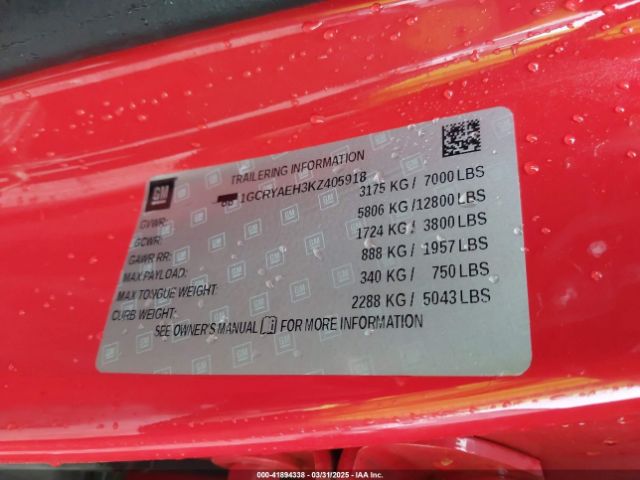 GM
TRAILERING INFORMATION
1GCRYAEH3KZ405918
GVWR: 3175 KG / 7000 LBS
GCWR: 5806 KG /12800 LBS
GAWR RR: 1724 KG / 3800 LBS
MAX PAYLOAD: 888 KG / 1957 LBS
MAX TONGUE WEIGHT: 340 KG / 750 LBS
CURB WEIGHT: 2288 KG / 5043 LBS
SEE OWNER'S MANUAL FOR MORE INFORMATION
000-41894338 - 03/31/2025 - IAAI.COM